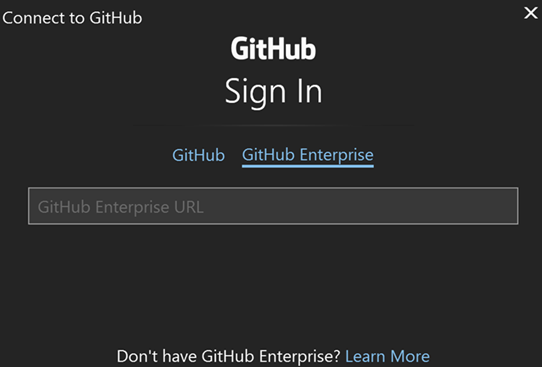 Connect to GitHub
GitHub
Sign In
GitHub GitHub Enterprise
GitHub Enterprise URL
Don't have GitHub Enterprise? Learn More